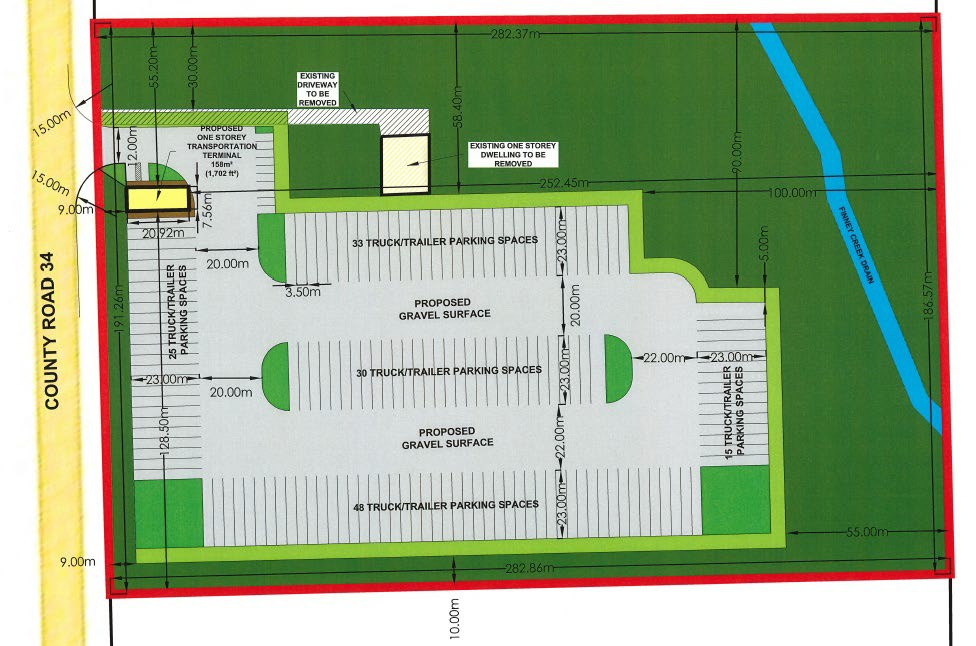 282.37m
55.20m
30.00m
EXISTING
DRIVEWAY
TO BE
REMOVED
58.40m
90.00m
15.00m
12.00m
PROPOSED
ONE STOREY
TRANSPORTATION
TERMINAL
158m²
(1,702 ft²)
EXISTING ONE STOREY
DWELLING TO BE
REMOVED
15.00m
9.00m
252.45m
100.00m
7.56m
20.92m
FINNEY CREEK DRAIN
33 TRUCK/TRAILER PARKING SPACES
23.00m
5.00m
20.00m
3.50m
COUNTY ROAD 34
191.26m
25 TRUCK/TRAILER
PARKING SPACES
PROPOSED
GRAVEL SURFACE
20.00m
186.57m
23.00m
20.00m
30 TRUCK/TRAILER PARKING SPACES
23.00m
22.00m
23.00m
128.50m
PROPOSED
GRAVEL SURFACE
22.00m
15 TRUCK/TRAILER
PARKING SPACES
48 TRUCK/TRAILER PARKING SPACES
23.00m
55.00m
9.00m
282.86m
10.00m